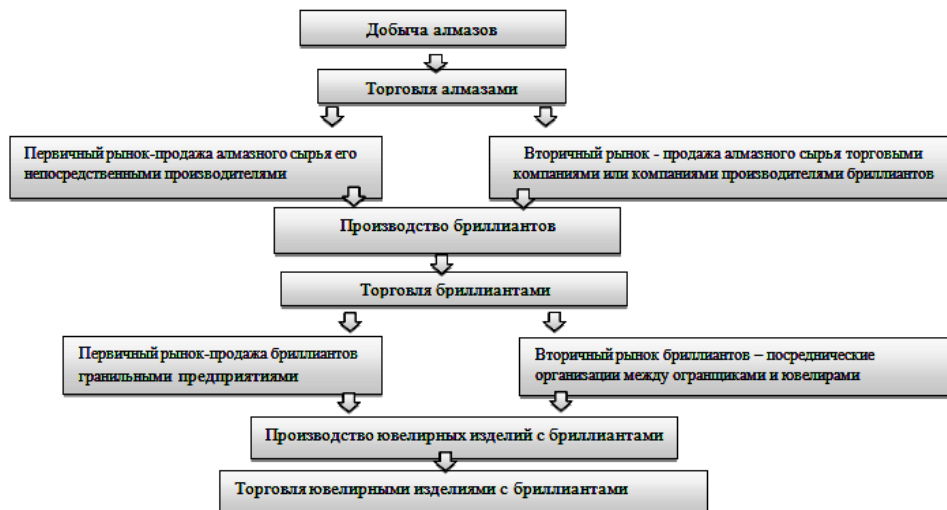 Добыча алмазов
Торговля алмазами
Первичный рынок-продажа алмазного сырья его
непосредственными производителями
Вторичный рынок - продажа алмазного сырья торговыми
компаниями или компаниями производителями бриллиантов
Производство бриллиантов
Торговля бриллиантами
Первичный рынок-продажа бриллиантов
гранильными предприятиями
Вторичный рынок бриллиантов – посреднические
организации между огранщиками и ювелирами
Производство ювелирных изделий с бриллиантами
Торговля ювелирными изделиями с бриллиантами